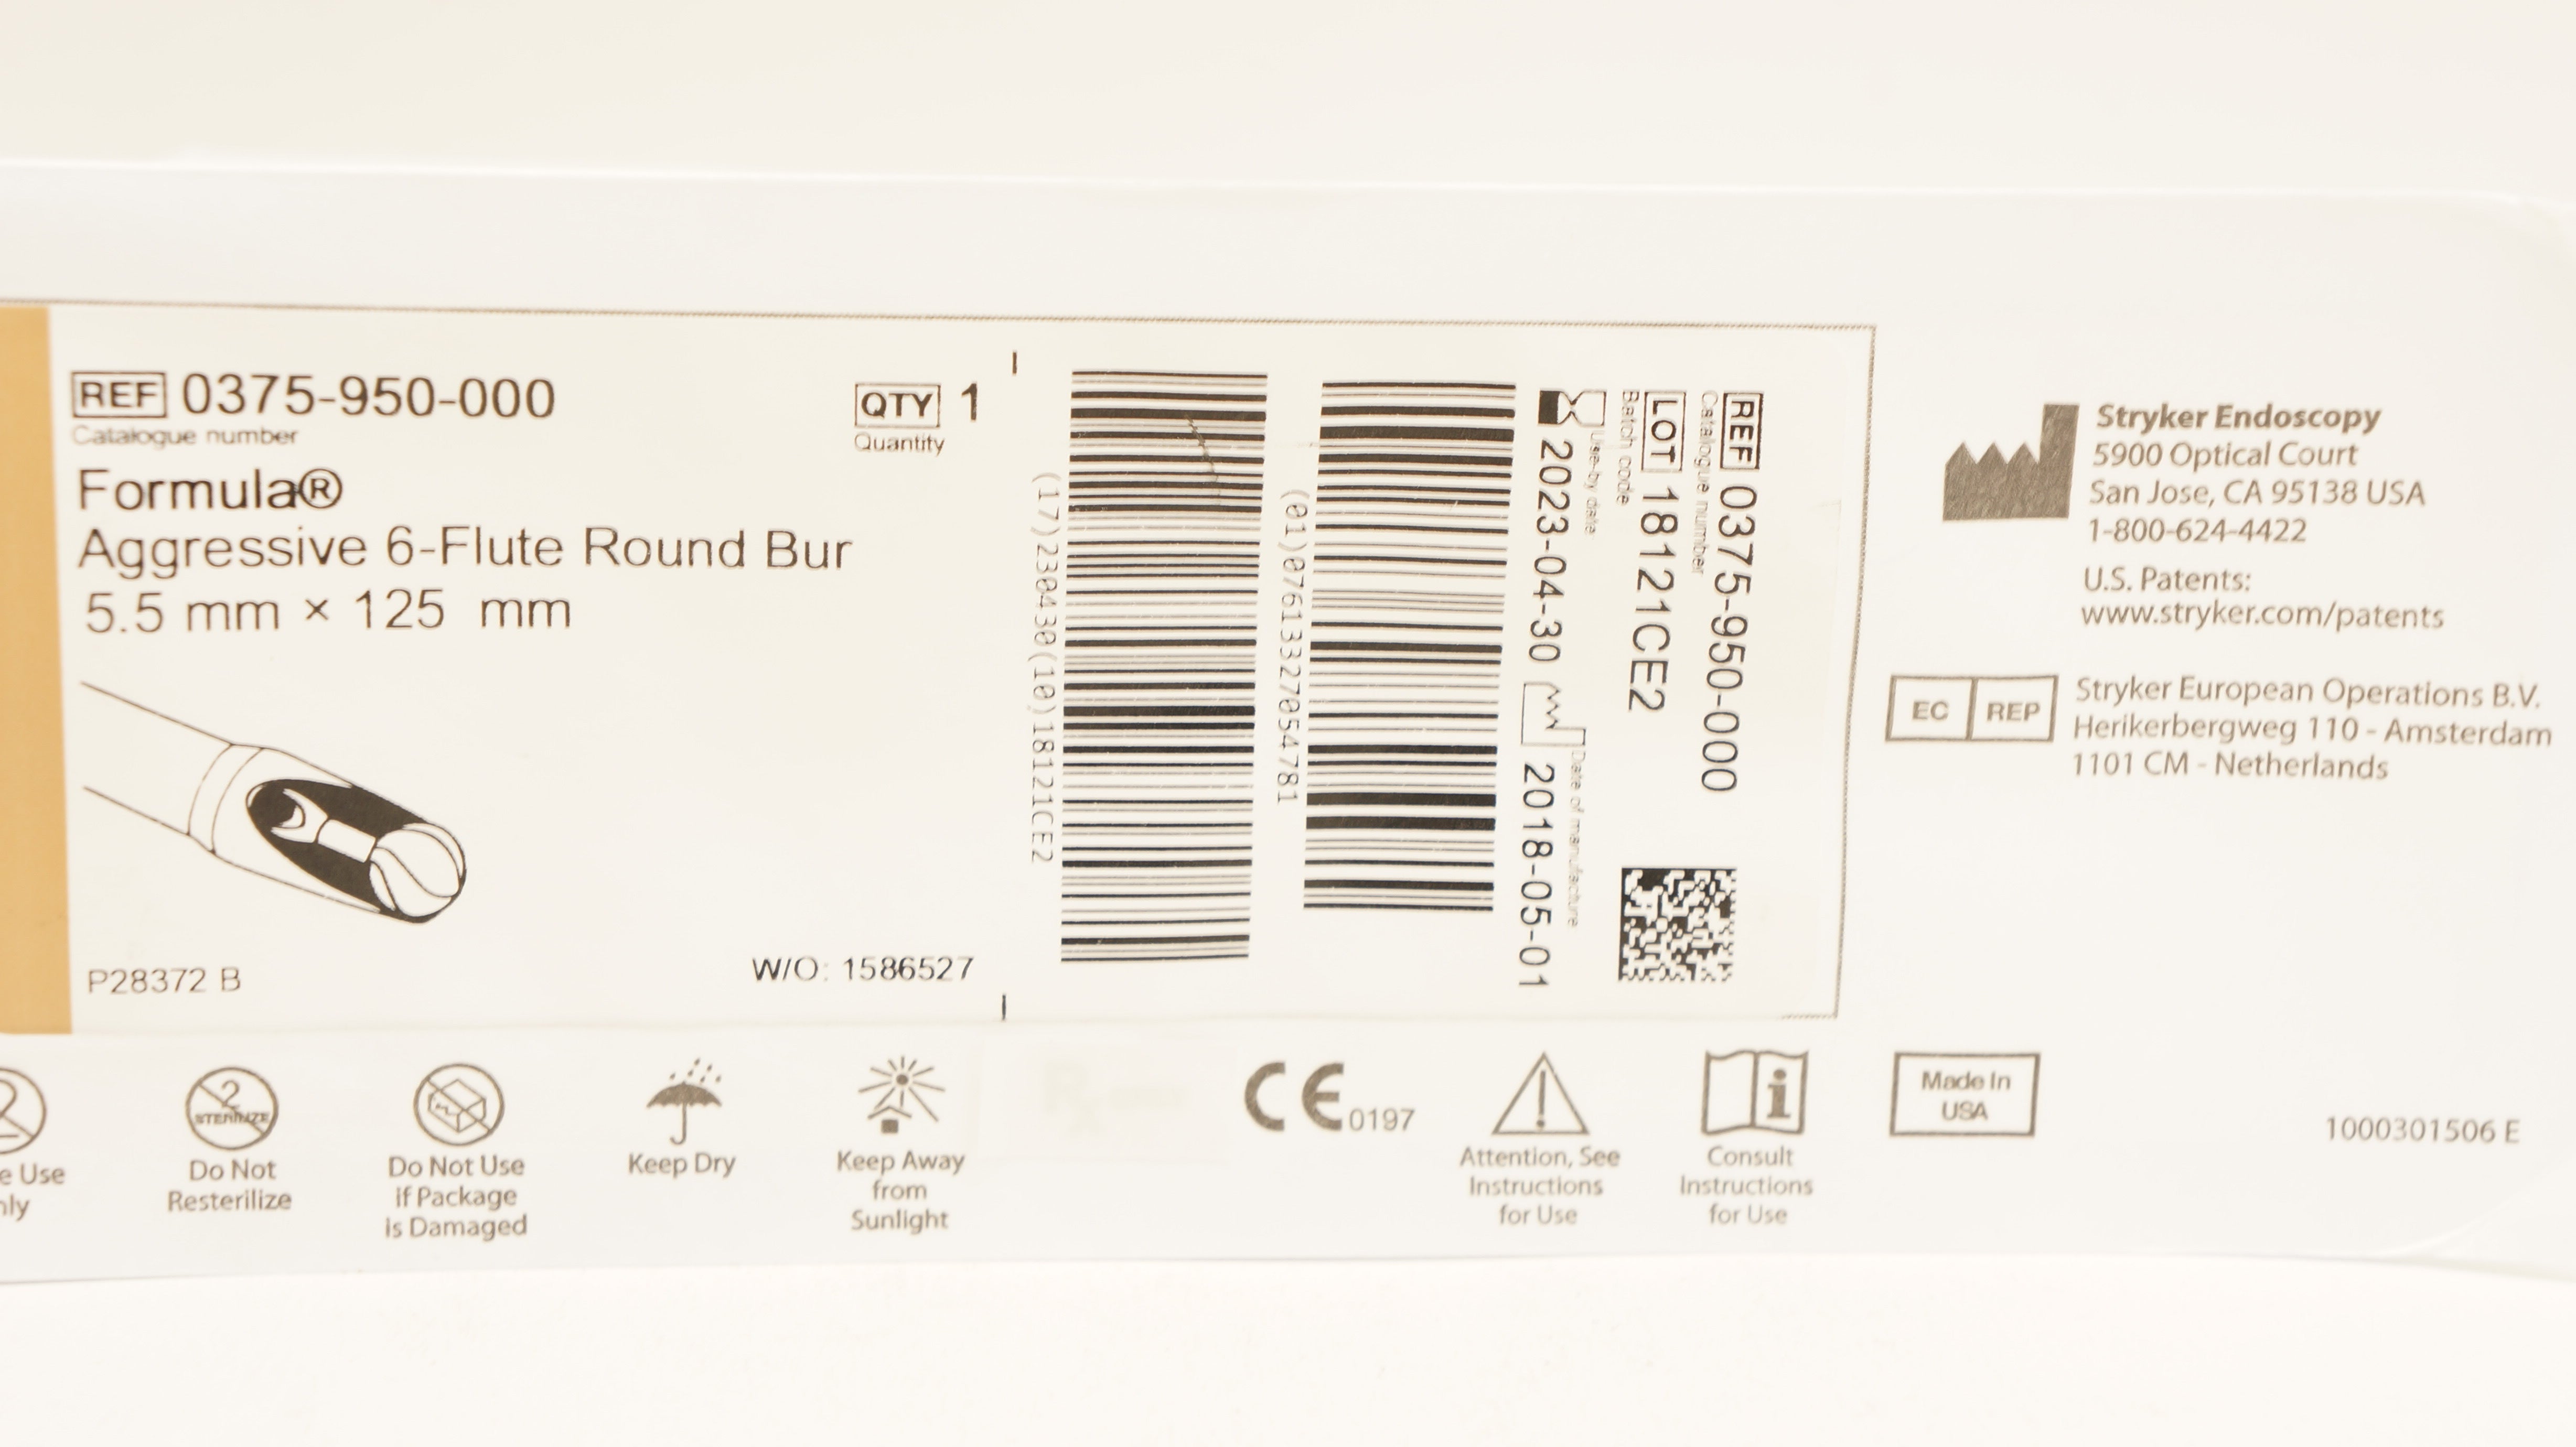 REF 0375-950-000
Catalogue number
QTY 1
Quantity
Formula®
Aggressive 6-Flute Round Bur
5.5 mm × 125 mm
P28372 B
W/O: 1586527
(17)230430(10)18121CE2
(01)07613327054781
Use-by date
2023-04-30
Date of manufacture
2018-05-01
LOT 18121CE2
Batch code
REF 0375-950-000
Catalogue number
Stryker Endoscopy
5900 Optical Court
San Jose, CA 95138 USA
1-800-624-4422
U.S. Patents:
www.stryker.com/patents
EC REP
Stryker European Operations B.V.
Herikerbergweg 110 - Amsterdam
1101 CM - Netherlands
2
Use
2
STERILIZE
Do Not
Resterilize
Do Not Use
if Package
is Damaged
Keep Dry
Keep Away
from
Sunlight
CE 0197
Attention, See
Instructions
for Use
i
Consult
Instructions
for Use
Made In
USA
1000301506 E